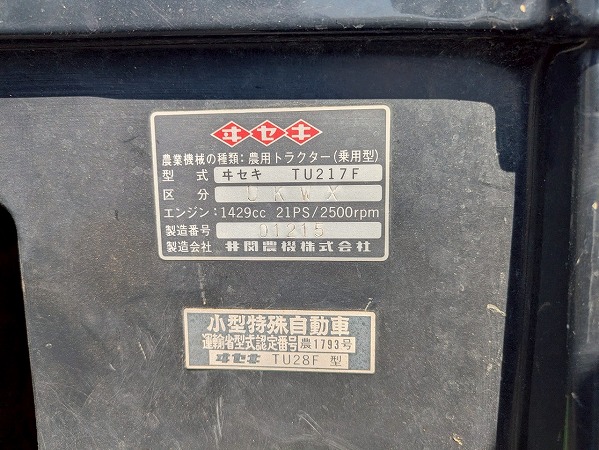 ヰセキ
農業機械の種類:農用トラクター(乗用型)
型式 ヰセキ TU217F
区分 UKWX
エンジン:1429cc 21PS/2500rpm
製造番号 01215
製造会社 井関農機株式会社
小型特殊自動車
運輸省型式認定番号 農1793号
ヰセキ TU28F 型